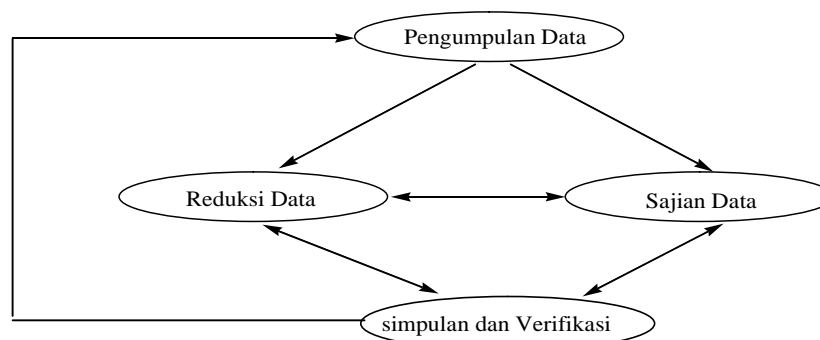 Pengumpulan Data
Reduksi Data
Sajian Data
simpulan dan Verifikasi